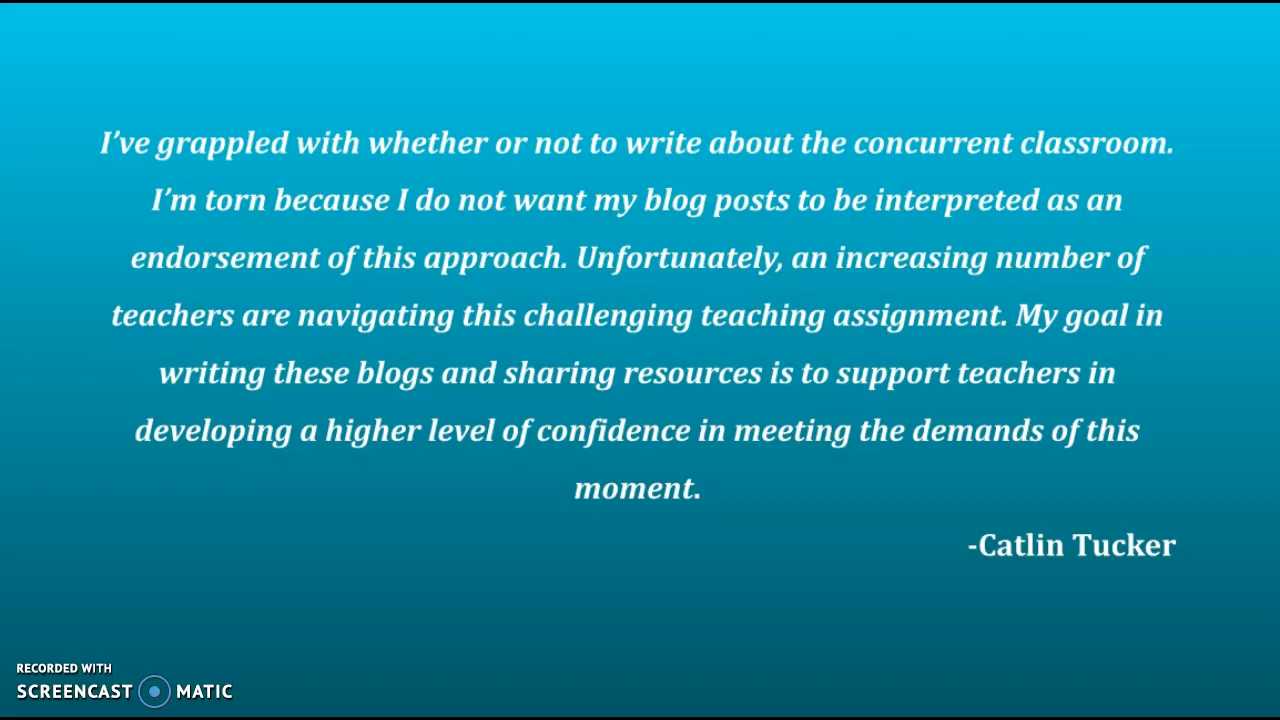 I’ve grappled with whether or not to write about the concurrent classroom.
I’m torn because I do not want my blog posts to be interpreted as an
endorsement of this approach. Unfortunately, an increasing number of
teachers are navigating this challenging teaching assignment. My goal in
writing these blogs and sharing resources is to support teachers in
developing a higher level of confidence in meeting the demands of this
moment.
-Catlin Tucker
RECORDED WITH
SCREENCAST MATIC